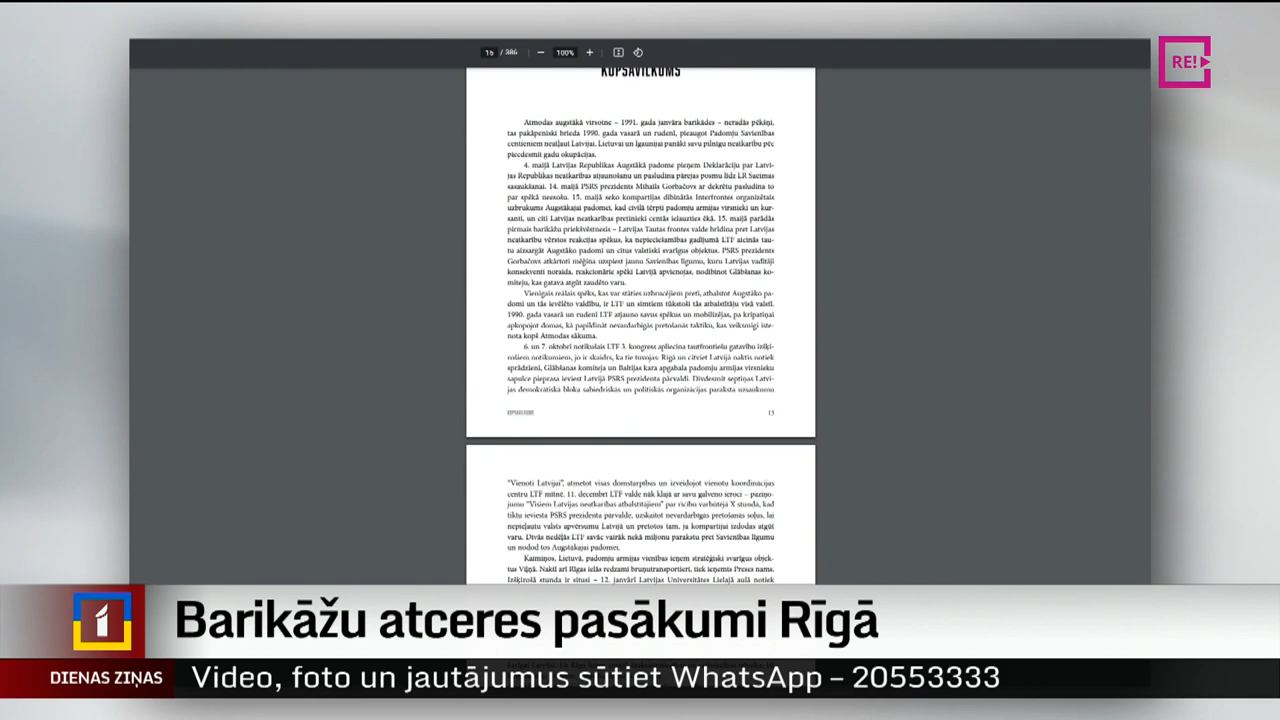 15 / 386 — 100% +
RE!
KOPSAVILKUMS
Atmodas augstākā virsotne – 1991. gada janvāra barikādes – neradās pēkšņi,
tas pakāpeniski brieda 1990. gada vasarā un rudenī, pieaugot Padomju Savienības
centieniem neatļaut Latvijai, Lietuvai un Igaunijai panākt savu pilnīgu neatkarību pēc
piecdesmit gadu okupācijas.
4. maijā Latvijas Republikas Augstākā padome pieņem Deklarāciju par Latvi-
jas Republikas neatkarības atjaunošanu un pasludina pārejas posmu līdz LR Saeimas
sasaukšanai. 14. maijā PSRS prezidents Mihails Gorbačovs ar dekrētu pasludina to
par spēkā neesošu. 15. maijā seko kompartijas dibinātās Interfrontes organizētais
uzbrukums Augstākajai padomei, kad civilā tērpti padomju armijas virsnieki un kur-
santi, un citi Latvijas neatkarības pretinieki cenšas ielauzties ēkā. 15. maijā parādās
pirmais barikāžu priekšvēstnesis – Latvijas Tautas frontes valde brīdina pret Latvijas
neatkarību vērstos reakcijas spēkus, ka nepieciešamības gadījumā LTF aicinās tau-
tu aizsargāt Augstāko padomi un citus valstiski svarīgus objektus. PSRS prezidents
Gorbačovs atkārtoti mēģina uzspiest jaunu Savienības līgumu, kuru Latvijas vadītāji
konsekventi noraida, reakcionārie spēki Latvijā apvienojas, nodibinot Glābšanas ko-
miteju, kas gatava atgūt zaudēto varu.
Vienīgais reālais spēks, kas var stāties uzbrucējiem pretī, atbalstot Augstāko pa-
domi un tās ievēlēto valdību, ir LTF un simtiem tūkstoši tās atbalstītāju visā valstī.
1990. gada vasarā un rudenī LTF atjauno savus spēkus un mobilizējas, pa kripatiņai
apkopojot domas, kā papildināt nevardarbīgās pretošanās taktiku, kas veiksmīgi īste-
nota kopš Atmodas sākuma.
6. un 7. oktobrī notikušais LTF 3. kongress apliecina tautfrontiešu gatavību izšķi-
rošiem notikumiem, jo ir skaidrs, ka tie tuvojas: Rīgā un citviet Latvijā naktīs notiek
sprādzieni, Glābšanas komiteja un Baltijas kara apgabala padomju armijas virsnieku
sapulce pieprasa ieviest Latvijā PSRS prezidenta pārvaldi. Divdesmit septiņas Latvi-
jas demokrātiskā bloka sabiedriskās un politiskās organizācijas paraksta uzsaukumu
KOPSAVILKUMS 15
"Vienoti Latvijai", atmetot visas domstarpības un izveidojot vienotu koordinācijas
centru LTF mītnē. 11. decembrī LTF valde nāk klajā ar savu galveno ieroci – paziņo-
jumu "Visiem Latvijas neatkarības atbalstītājiem" par rīcību varbūtējā X stundā, kad
tiktu ieviesta PSRS prezidenta pārvalde, uzskaitot nevardarbīgās pretošanās soļus, lai
nepieļautu valsts apvērsumu Latvijā un pretotos tam, ja kompartijai izdodas atgūt
varu. Divās nedēļās LTF savāc vairāk nekā miljonu parakstu pret Savienības līgumu
un nodod tos Augstākajai padomei.
Kaimiņos, Lietuvā, padomju armijas vienības ieņem stratēģiski svarīgus objek-
tus Viļņā. Naktī arī Rīgas ielās redzami bruņutransportieri, tiek ieņemts Preses nams.
Izšķirošā stunda ir situsi – 12. janvārī Latvijas Universitātes Lielajā aulā notiek
1 Barikāžu atceres pasākumi Rīgā
DIENAS ZIŅAS Video, foto un jautājumus sūtiet WhatsApp – 20553333